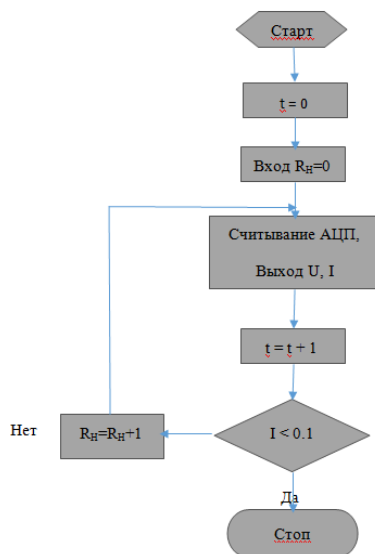 Старт
t = 0
Вход RН=0
Считывание АЦП,
Выход U, I
t = t + 1
I < 0.1
Нет
RН=RН+1
Да
Стоп